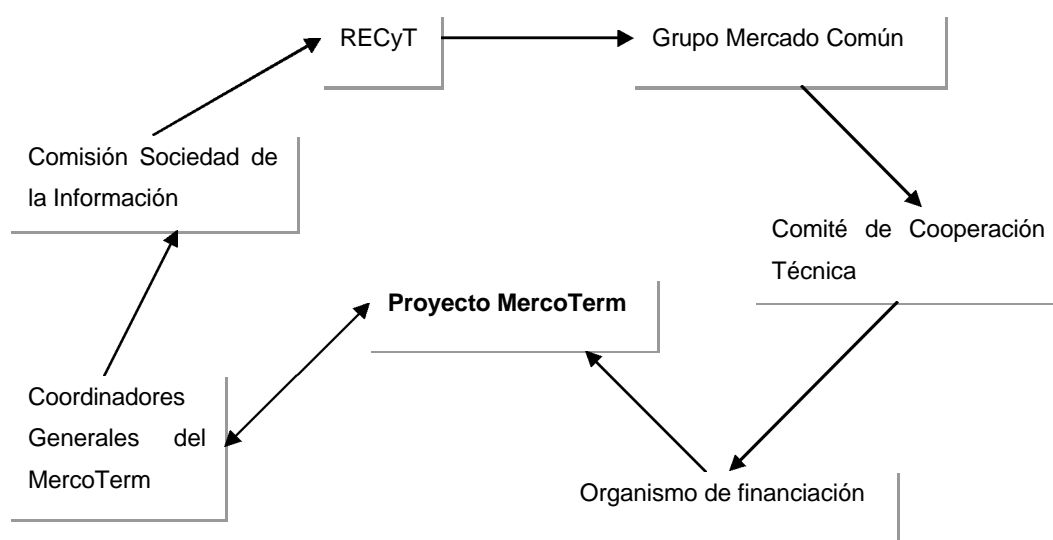 RECyT
Grupo Mercado Común
Comisión Sociedad de
la Información
Comité de Cooperación
Técnica
Proyecto MercoTerm
Coordinadores
Generales del
MercoTerm
Organismo de financiación